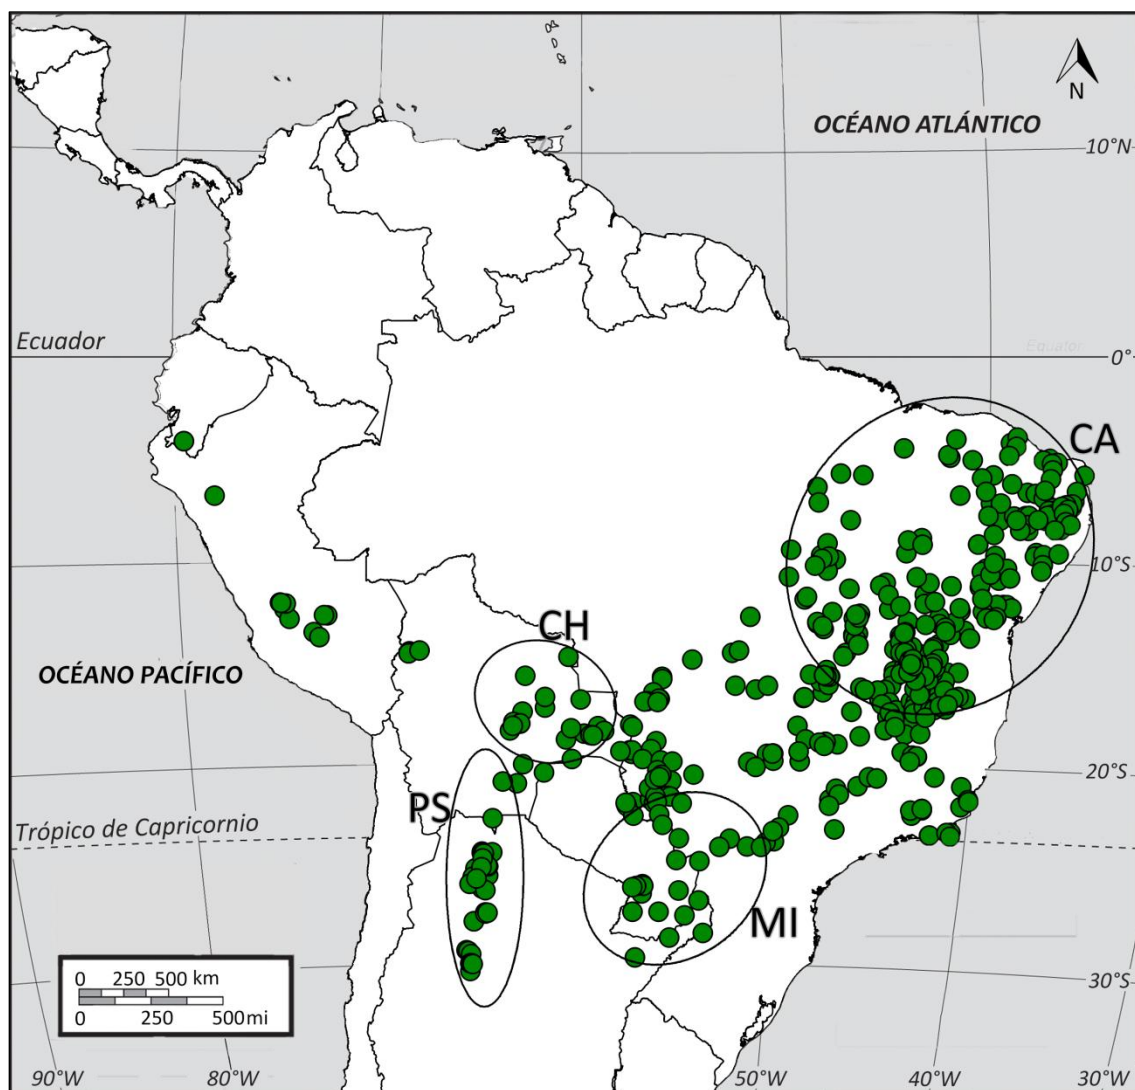 N
OCÉANO ATLÁNTICO
10°N
Ecuador
Equator
0°
CA
10°S
CH
OCÉANO PACÍFICO
PS
20°S
Trópico de Capricornio
MI
0 250 500 km
0 250 500mi
30°S
90°W 80°W 50°W 40°W 30°W